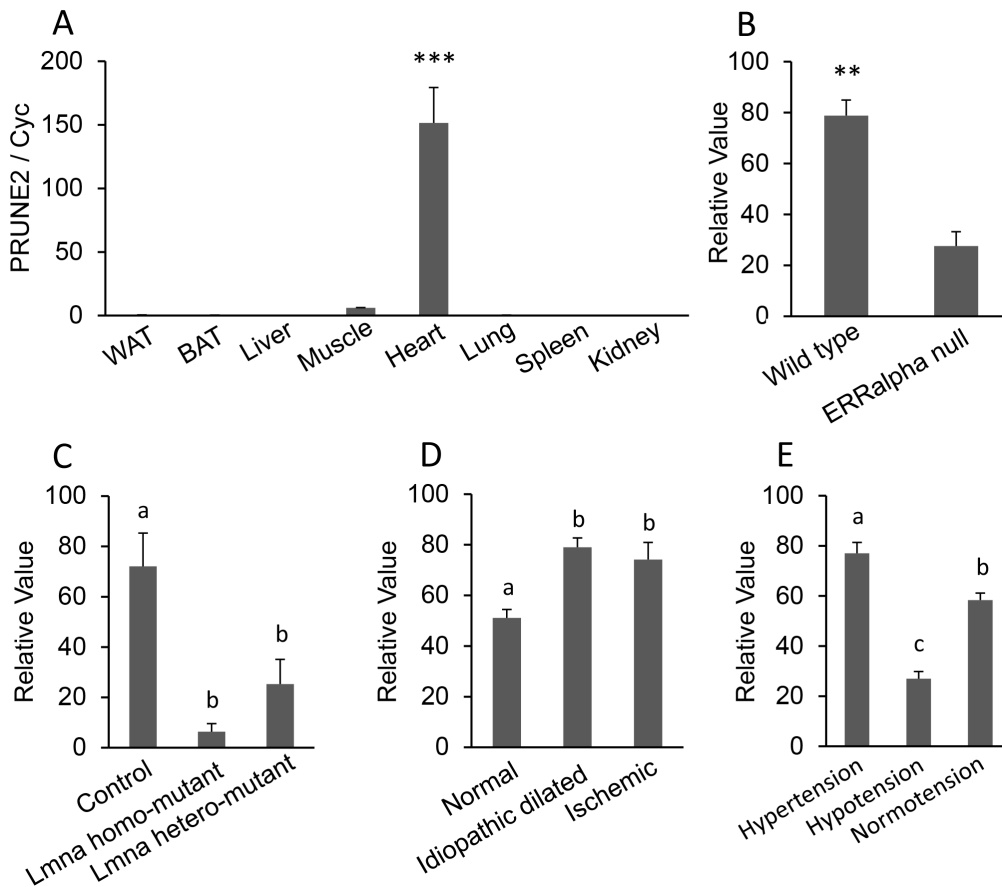 A
200
150
100
50
0
PRUNE2 / Cyc
***
WAT
BAT
Liver
Muscle
Heart
Lung
Spleen
Kidney
B
100
80
60
40
20
0
Relative Value
**
Wild type
ERRalpha null
C
100
80
60
40
20
0
Relative Value
a
b
b
Control
Lmna homo-mutant
Lmna hetero-mutant
D
100
80
60
40
20
0
Relative Value
a
b
b
Normal
Idiopathic dilated
Ischemic
E
100
80
60
40
20
0
Relative Value
a
c
b
Hypertension
Hypotension
Normotension